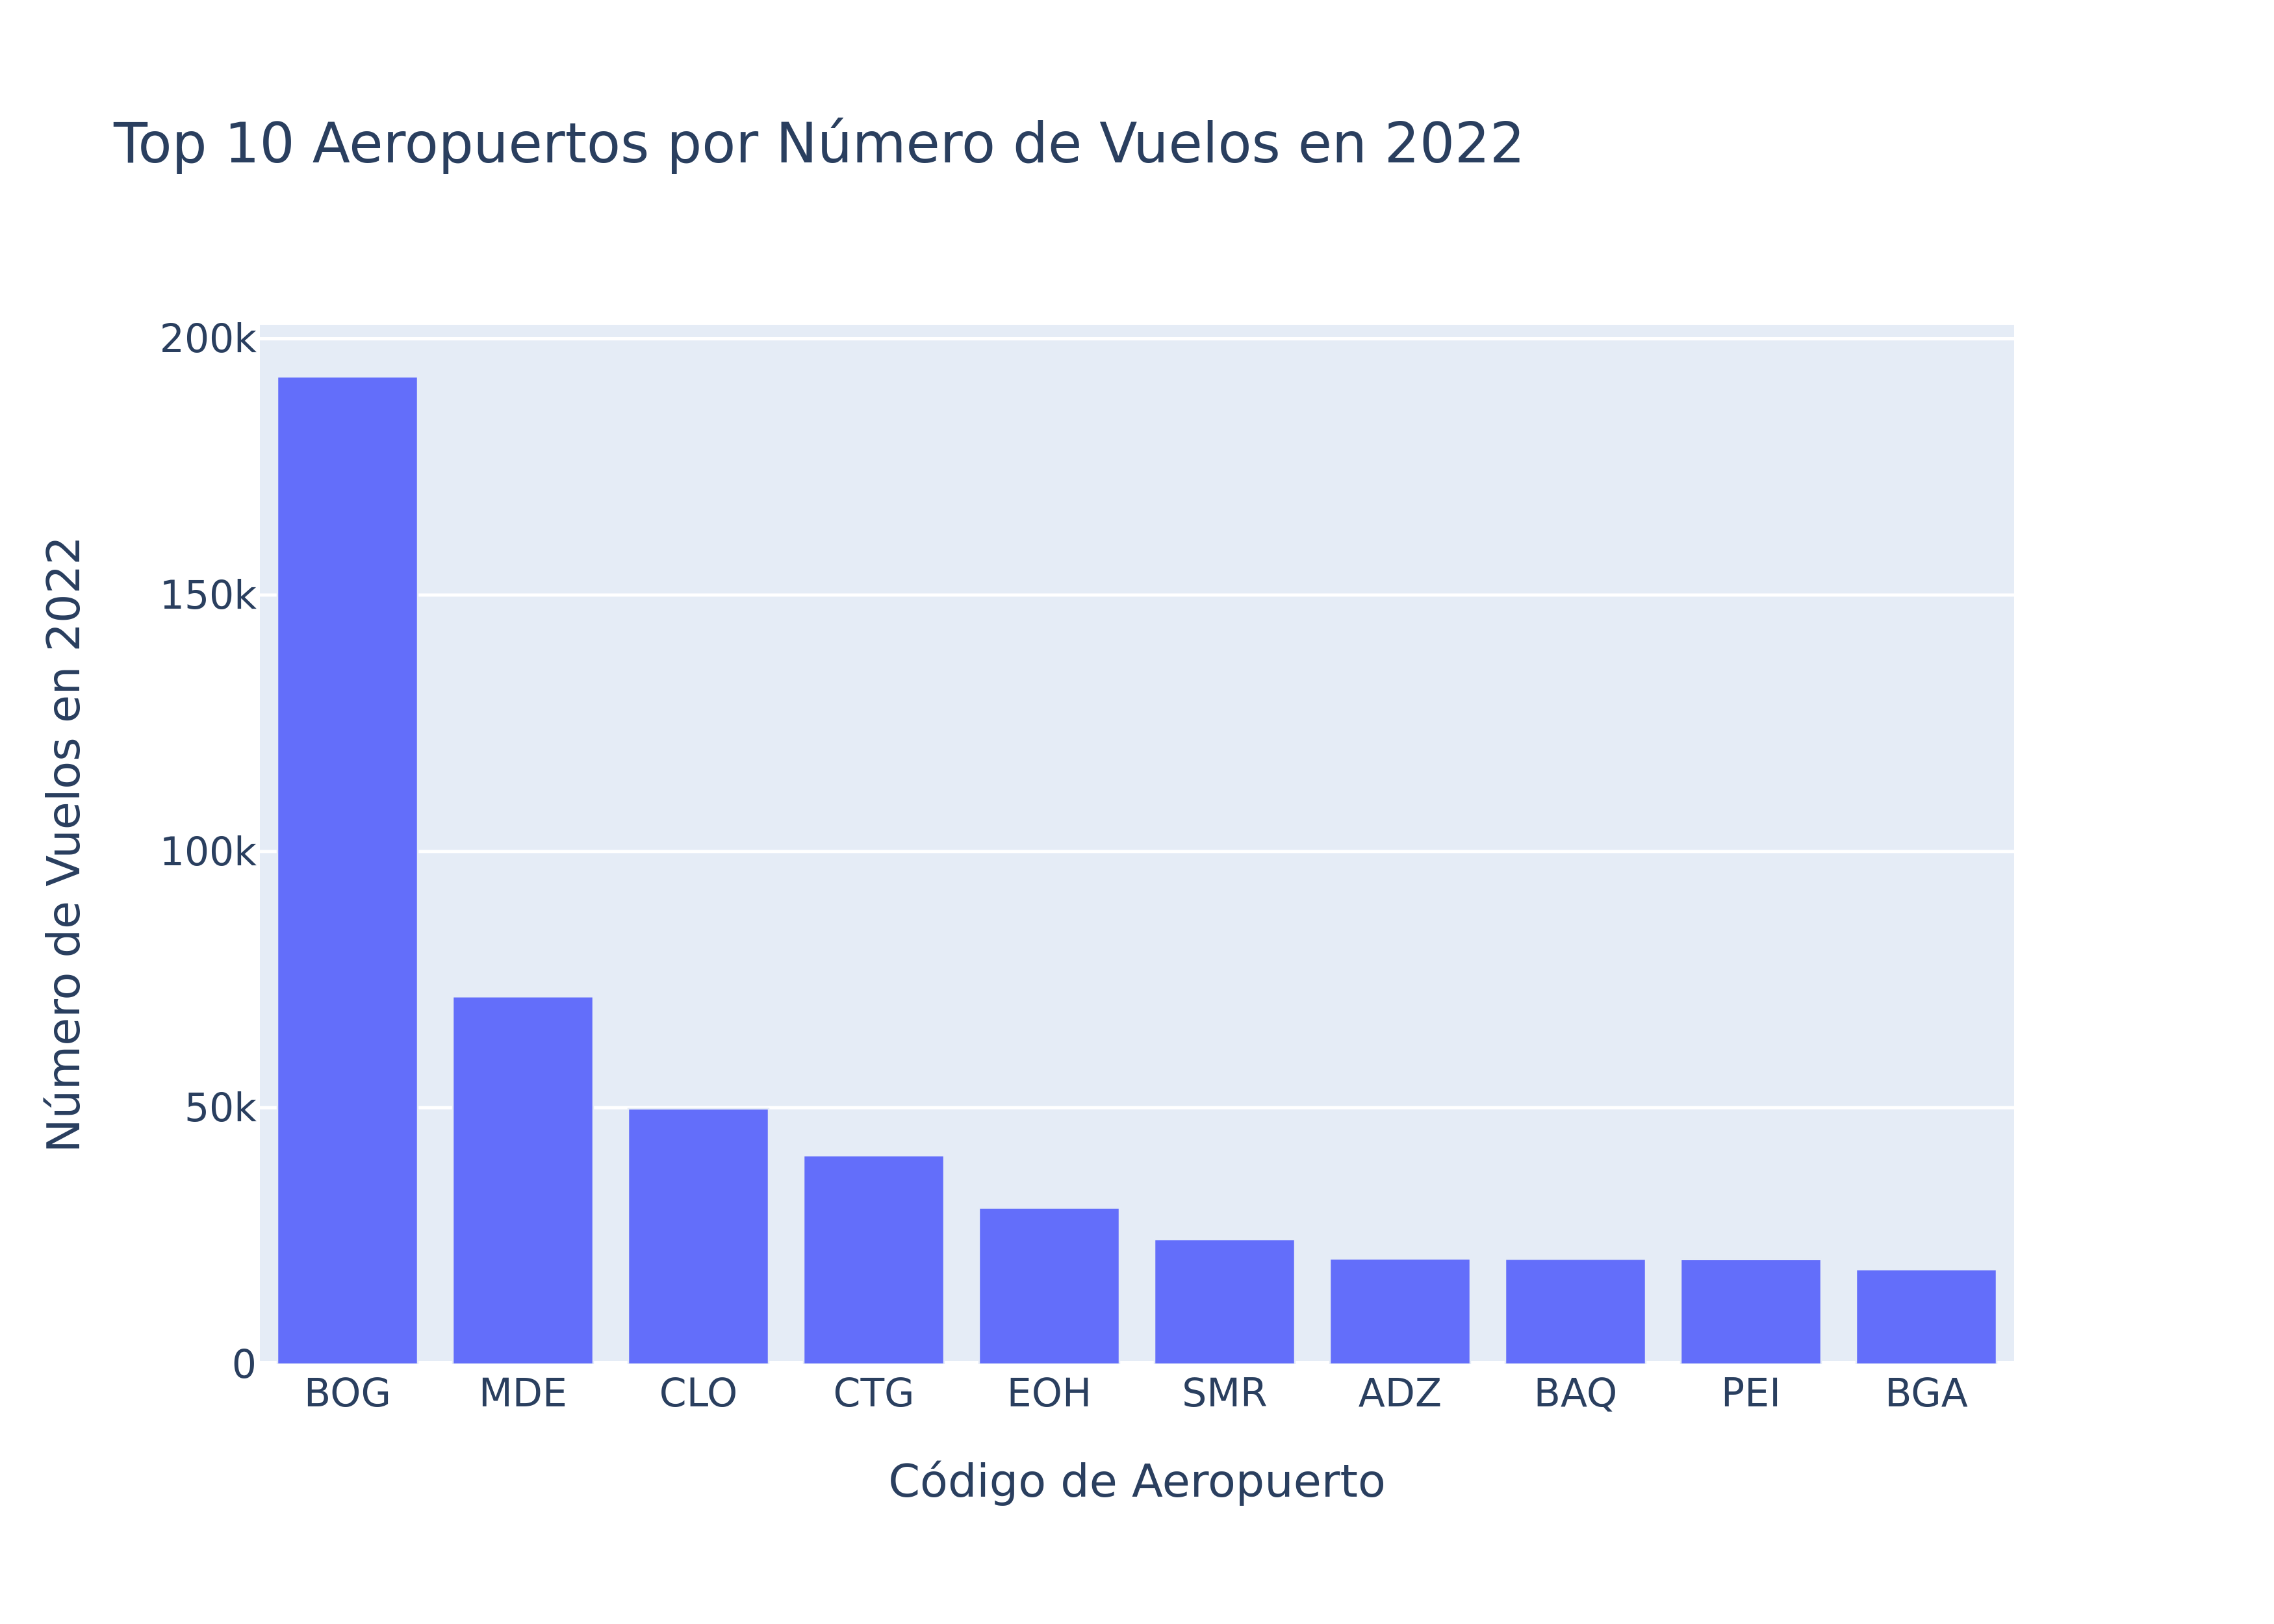 Top 10 Aeropuertos por Número de Vuelos en 2022
Número de Vuelos en 2022
200k
150k
100k
50k
0
BOG MDE CLO CTG EOH SMR ADZ BAQ PEI BGA
Código de Aeropuerto